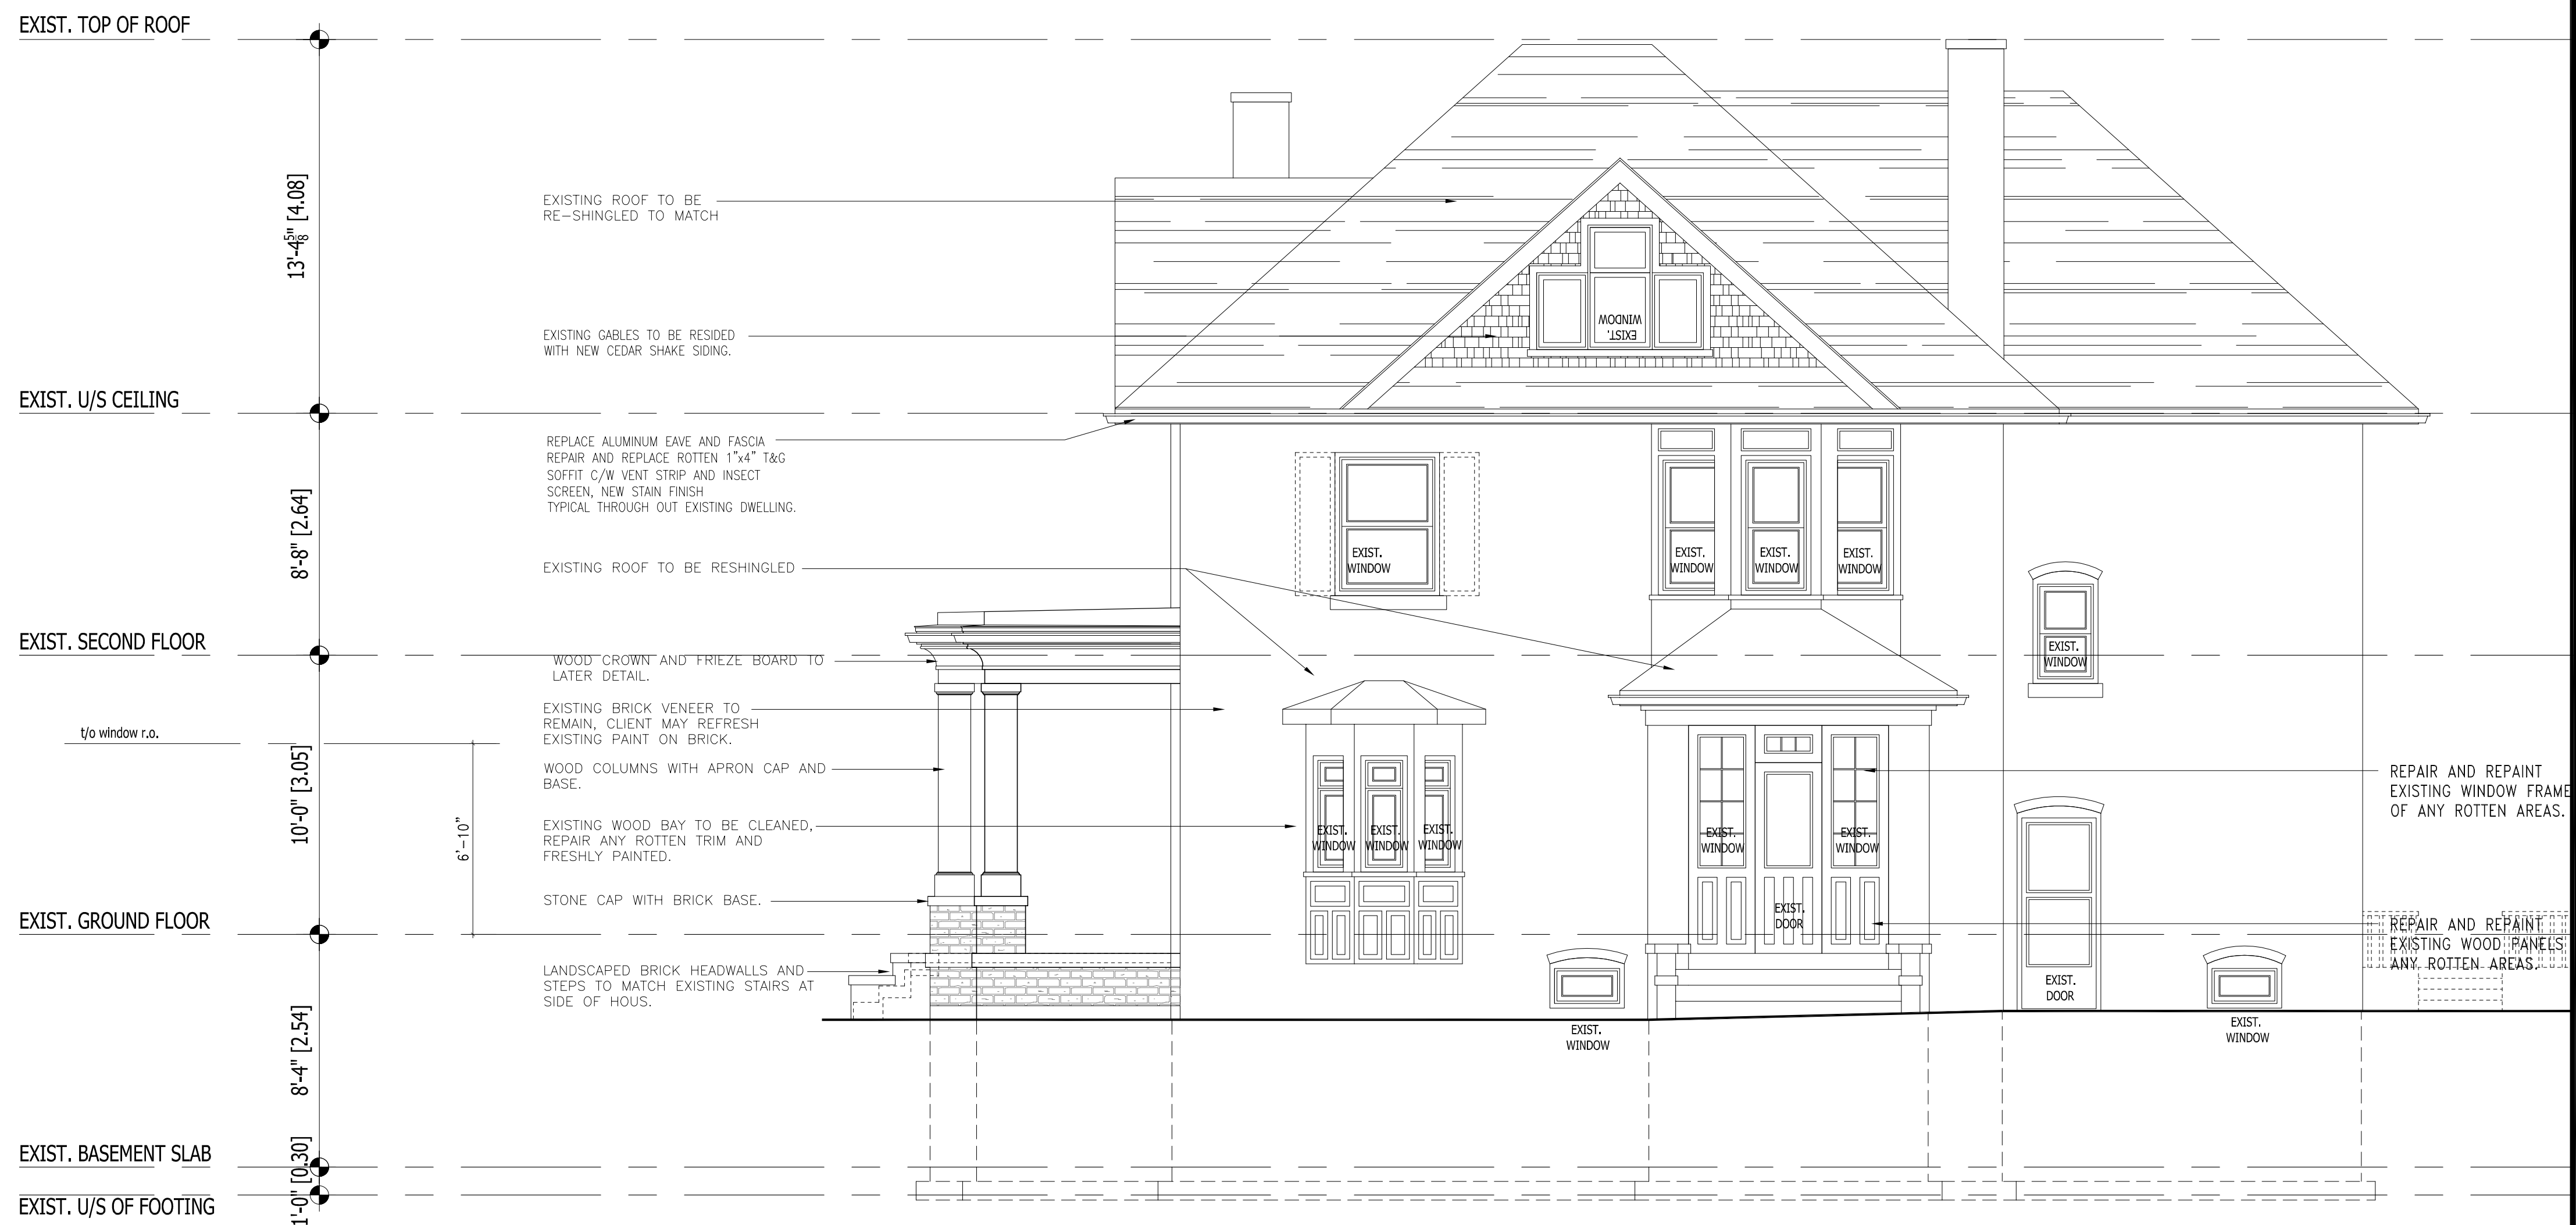 EXIST. TOP OF ROOF
13'-4 5/8" [4.08]
EXISTING ROOF TO BE
RE-SHINGLED TO MATCH
EXISTING GABLES TO BE RESIDED
WITH NEW CEDAR SHAKE SIDING.
EXIST.
WINDOW
EXIST. U/S CEILING
REPLACE ALUMINUM EAVE AND FASCIA
REPAIR AND REPLACE ROTTEN 1"x4" T&G
SOFFIT C/W VENT STRIP AND INSECT
SCREEN, NEW STAIN FINISH
TYPICAL THROUGH OUT EXISTING DWELLING.
8'-8" [2.64]
EXISTING ROOF TO BE RESHINGLED
EXIST.
WINDOW
EXIST.
WINDOW
EXIST.
WINDOW
EXIST.
WINDOW
EXIST. SECOND FLOOR
EXIST.
WINDOW
WOOD CROWN AND FRIEZE BOARD TO
LATER DETAIL.
EXISTING BRICK VENEER TO
REMAIN, CLIENT MAY REFRESH
EXISTING PAINT ON BRICK.
t/o window r.o.
10'-0" [3.05]
6'-10"
WOOD COLUMNS WITH APRON CAP AND
BASE.
REPAIR AND REPAINT
EXISTING WINDOW FRAME
OF ANY ROTTEN AREAS.
EXISTING WOOD BAY TO BE CLEANED,
REPAIR ANY ROTTEN TRIM AND
FRESHLY PAINTED.
EXIST.
WINDOW
EXIST.
WINDOW
EXIST.
WINDOW
EXIST.
WINDOW
EXIST.
WINDOW
STONE CAP WITH BRICK BASE.
EXIST.
DOOR
EXIST. GROUND FLOOR
REPAIR AND REPAINT
EXISTING WOOD PANELS
ANY ROTTEN AREAS.
LANDSCAPED BRICK HEADWALLS AND
STEPS TO MATCH EXISTING STAIRS AT
SIDE OF HOUS.
EXIST.
DOOR
EXIST.
WINDOW
EXIST.
WINDOW
8'-4" [2.54]
EXIST. BASEMENT SLAB
1'-0" [0.30]
EXIST. U/S OF FOOTING